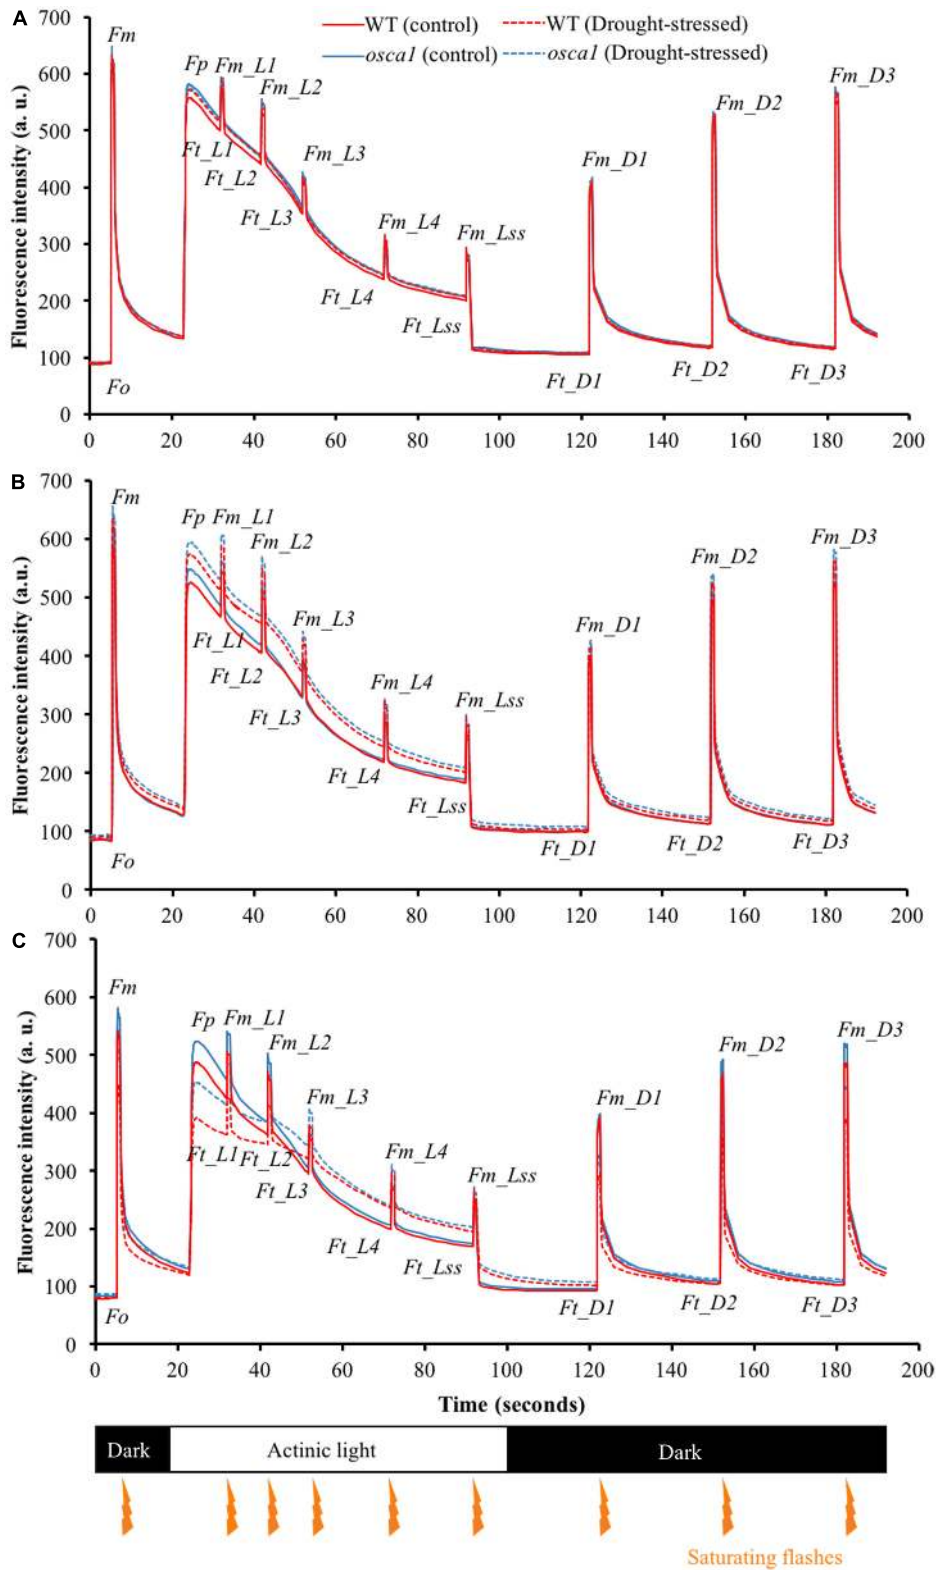 A
WT (control)
WT (Drought-stressed)
osca1 (control)
osca1 (Drought-stressed)
Fluorescence intensity (a. u.)
700
600
500
400
300
200
100
0
Fm
Fo
Fp
Fm_L1
Fm_L2
Ft_L1
Ft_L2
Fm_L3
Ft_L3
Fm_L4
Ft_L4
Fm_Lss
Ft_Lss
Fm_D1
Ft_D1
Fm_D2
Ft_D2
Fm_D3
Ft_D3
0 20 40 60 80 100 120 140 160 180 200
B
Fluorescence intensity (a.u.)
700
600
500
400
300
200
100
0
Fm
Fo
Fp
Fm_L1
Fm_L2
Ft_L1
Ft_L2
Fm_L3
Ft_L3
Fm_L4
Ft_L4
Fm_Lss
Ft_Lss
Fm_D1
Ft_D1
Fm_D2
Ft_D2
Fm_D3
Ft_D3
0 20 40 60 80 100 120 140 160 180 200
C
Fluorescence intensity (a. u.)
700
600
500
400
300
200
100
0
Fm
Fo
Fp
Fm_L1
Fm_L2
Ft_L1
Ft_L2
Fm_L3
Ft_L3
Fm_L4
Ft_L4
Fm_Lss
Ft_Lss
Fm_D1
Ft_D1
Fm_D2
Ft_D2
Fm_D3
Ft_D3
0 20 40 60 80 100 120 140 160 180 200
Time (seconds)
Dark
Actinic light
Dark
Saturating flashes